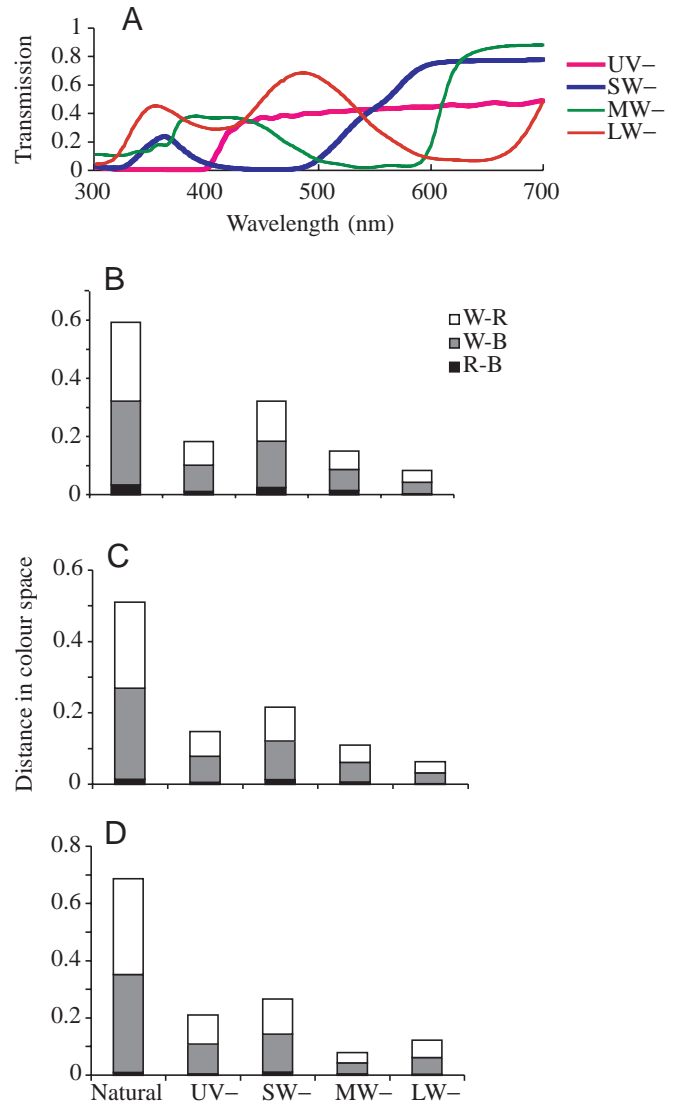 A
Transmission
1
0.8
0.6
0.4
0.2
0
300 400 500 600 700
Wavelength (nm)
UV–
SW–
MW–
LW–
B
0.6
0.4
0.2
0
W-R
W-B
R-B
C
Distance in colour space
0.6
0.4
0.2
0
D
0.8
0.6
0.4
0.2
0
Natural UV– SW– MW– LW–